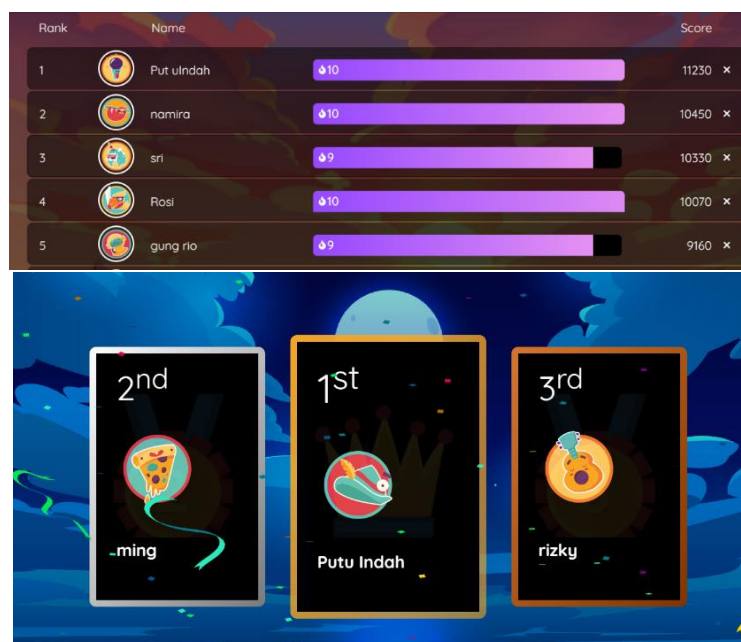 Rank Name Score
1 Put uIndah 10 11230 ×
2 namira 10 10450 ×
3 sri 9 10330 ×
4 Rosi 10 10070 ×
5 gung rio 9 9160 ×
2nd 1st 3rd
ming Putu Indah rizky